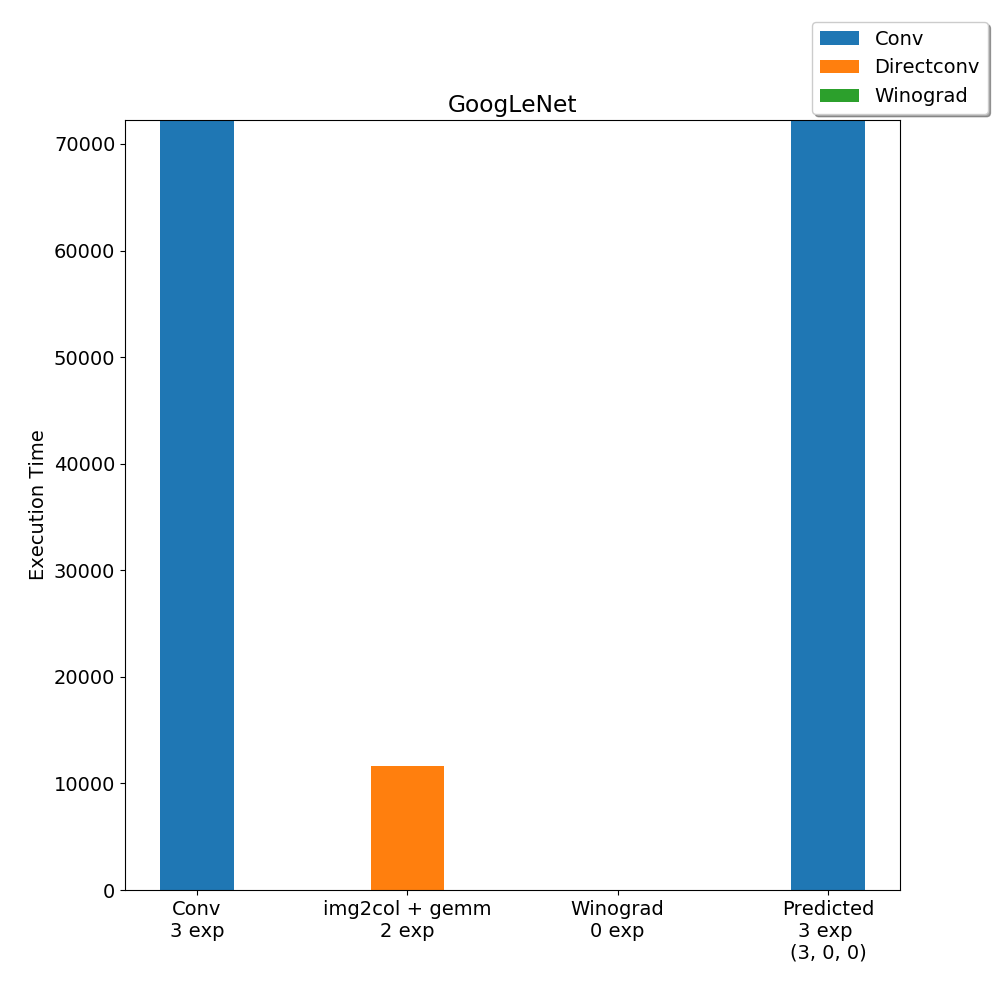 Conv
Directconv
Winograd
GoogLeNet
70000
60000
50000
40000
30000
20000
10000
0
Execution Time
Conv
3 exp
img2col + gemm
2 exp
Winograd
0 exp
Predicted
3 exp
(3, 0, 0)